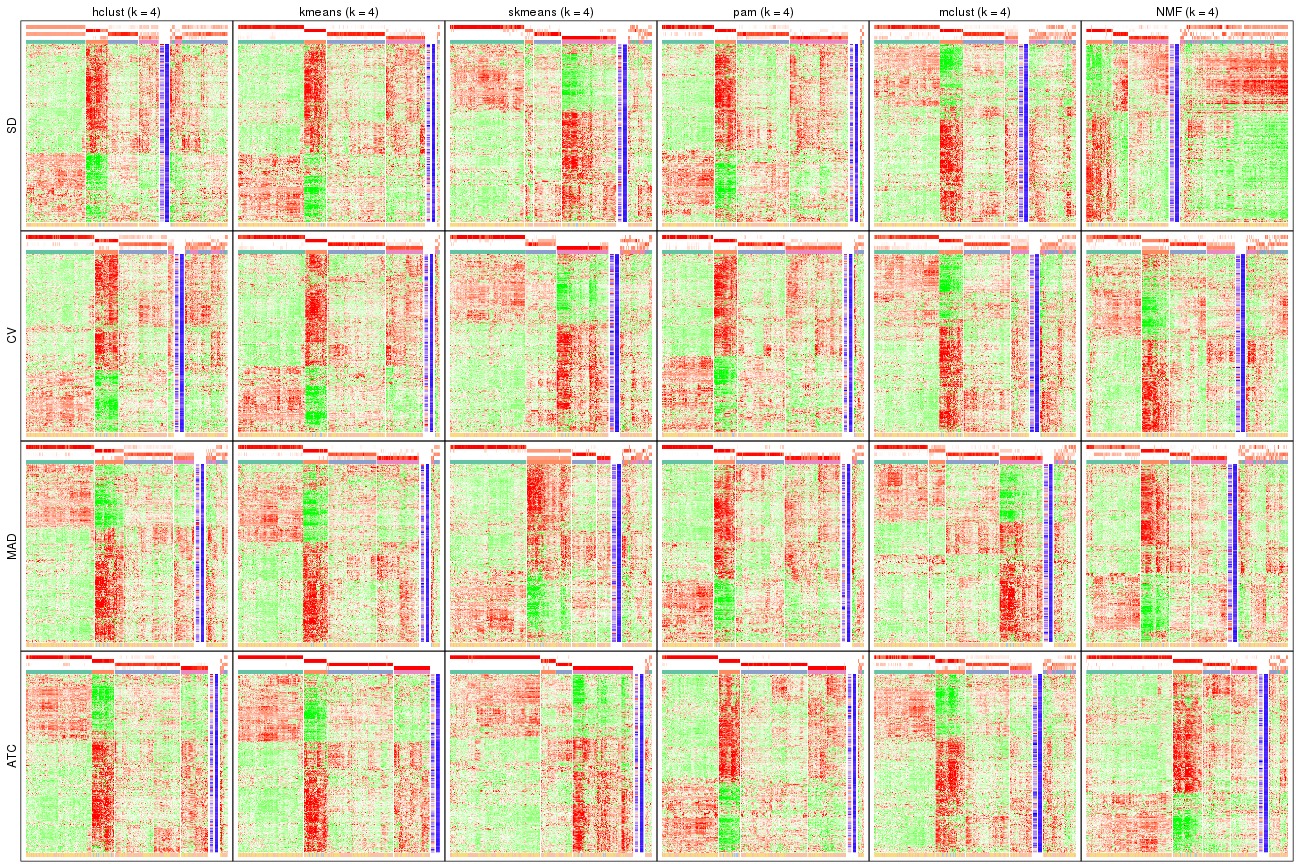 hclust (k = 4)
kmeans (k = 4)
skmeans (k = 4)
pam (k = 4)
mclust (k = 4)
NMF (k = 4)
SD
CV
MAD
ATC